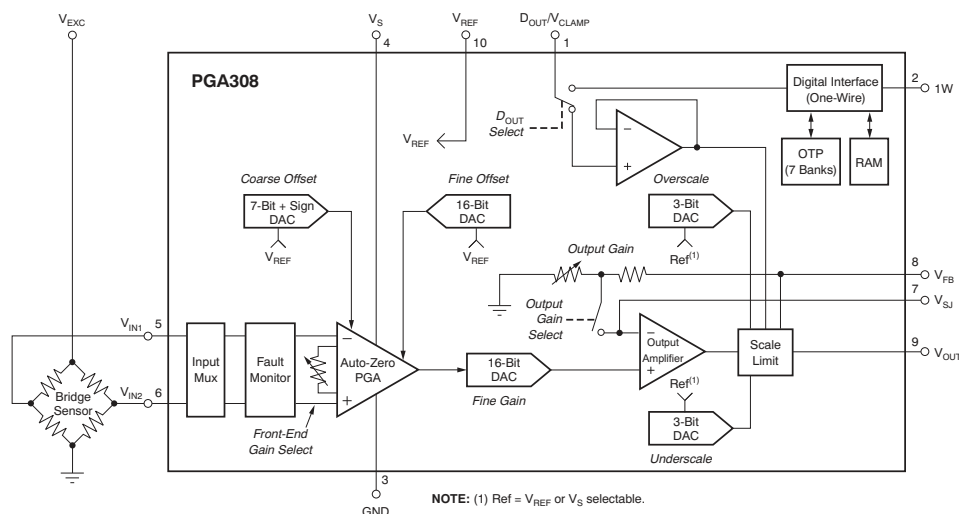 V_EXC
V_S
V_REF
D_OUT/V_CLAMP
4
10
1
PGA308
Digital Interface
(One-Wire)
2
1W
D_OUT
Select
V_REF
OTP
(7 Banks)
RAM
Coarse Offset
Fine Offset
Overscale
7-Bit + Sign
DAC
16-Bit
DAC
3-Bit
DAC
V_REF
V_REF
Ref(1)
Output Gain
8
V_FB
7
V_SJ
Output
Gain
Select
V_IN1
5
Input
Mux
Fault
Monitor
Auto-Zero
PGA
Output
Amplifier
Scale
Limit
9
V_OUT
16-Bit
DAC
Fine Gain
Ref(1)
V_IN2
6
Bridge
Sensor
Front-End
Gain Select
3-Bit
DAC
Underscale
3
GND
NOTE: (1) Ref = V_REF or V_S selectable.